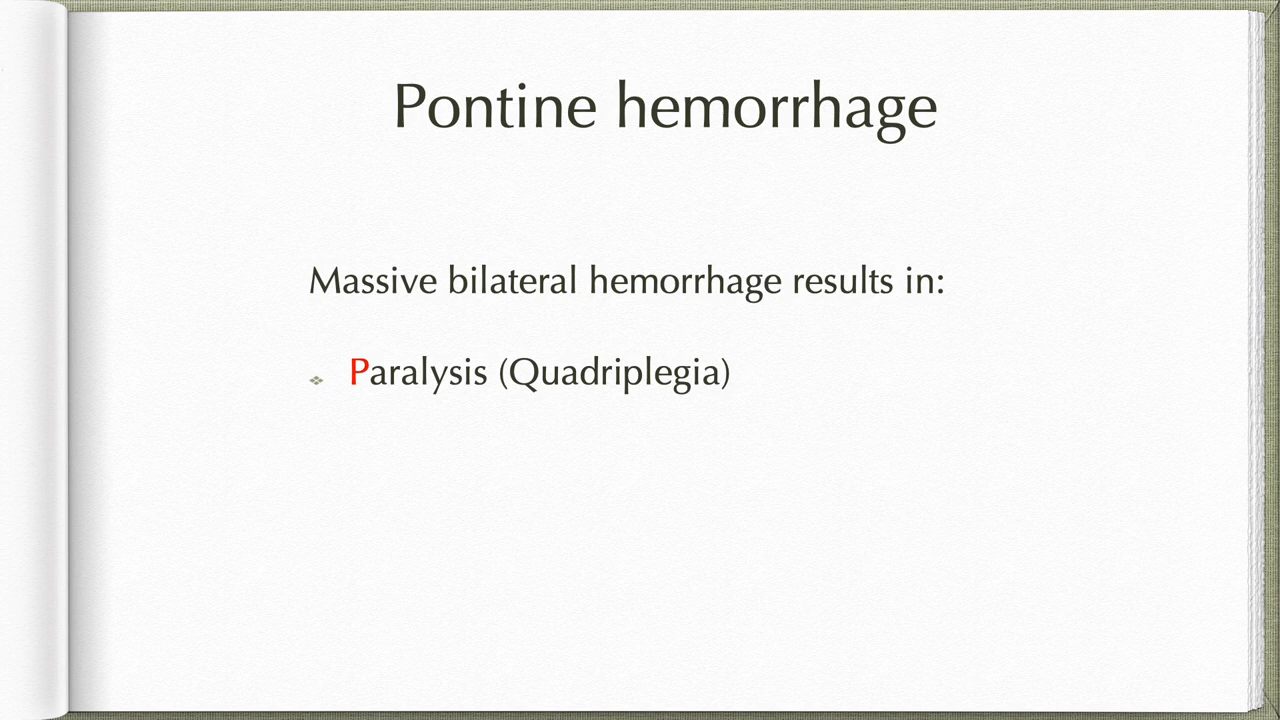 Pontine hemorrhage
Massive bilateral hemorrhage results in:
Paralysis (Quadriplegia)